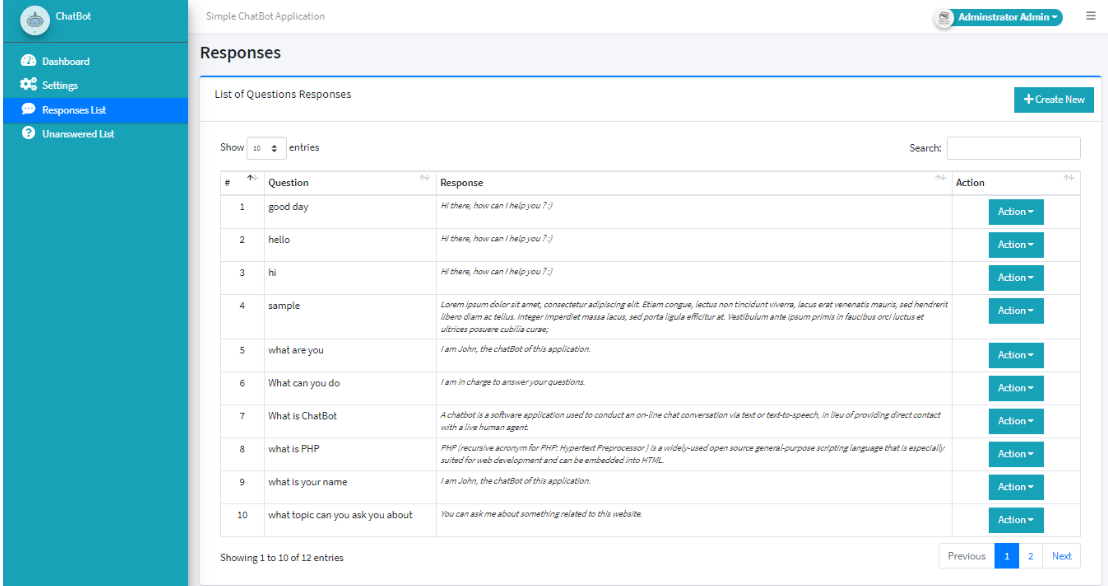 ChatBot
Simple ChatBot Application
Adminstrator Admin
Dashboard
Settings
Responses List
Unanswered List
Responses
List of Questions Responses
Create New
Show 10 entries
Search:
# Question Response Action
1 good day Hi there, how can I help you ? :) Action
2 hello Hi there, how can I help you ? :) Action
3 hi Hi there, how can I help you ? :) Action
4 sample Lorem ipsum dolor sit amet, consectetur adipiscing elit. Etiam congue, lectus non tincidunt viverra, lacus erat venenatis mauris, sed hendrerit
libero diam ac tellus. Integer imperdiet massa lacus, sed porta ligula efficitur at. Vestibulum ante ipsum primis in faucibus orci luctus et
ultrices posuere cubilia curae; Action
5 what are you I am John, the chatBot of this application. Action
6 What can you do I am in charge to answer your questions. Action
7 What is ChatBot A chatbot is a software application used to conduct an on-line chat conversation via text or text-to-speech, in lieu of providing direct contact
with a live human agent. Action
8 what is PHP PHP (recursive acronym for PHP: Hypertext Preprocessor ) is a widely-used open source general-purpose scripting language that is especially
suited for web development and can be embedded into HTML. Action
9 what is your name I am John, the chatBot of this application. Action
10 what topic can you ask you about You can ask me about something related to this website. Action
Showing 1 to 10 of 12 entries
Previous 1 2 Next